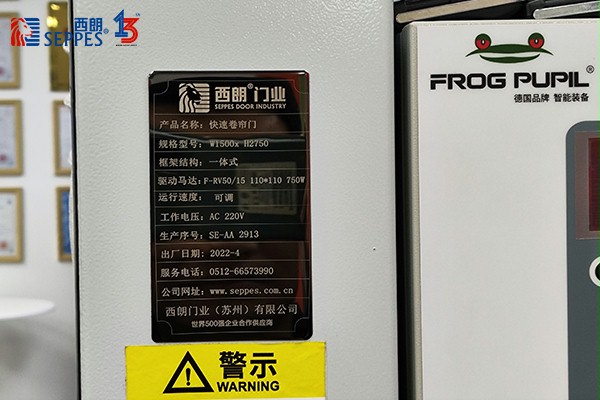 西朗®
SEPPES®
13
西朗®门业
SEPPES DOOR INDUSTRY
产品名称: 快速卷帘门
规格型号: W1500x H2750
框架结构: 一体式
驱动马达: F-RV50/15 110*110 750W
运行速度: 可调
工作电压: AC 220V
生产序号: SE-AA 2913
出厂日期: 2022-4
服务电话: 0512-66573990
公司网址: www.seppes.com.cn
西朗门业（苏州）有限公司
世界500强企业合作供应商
警示
WARNING
FROG PUPIL®
德国品牌 智能装备